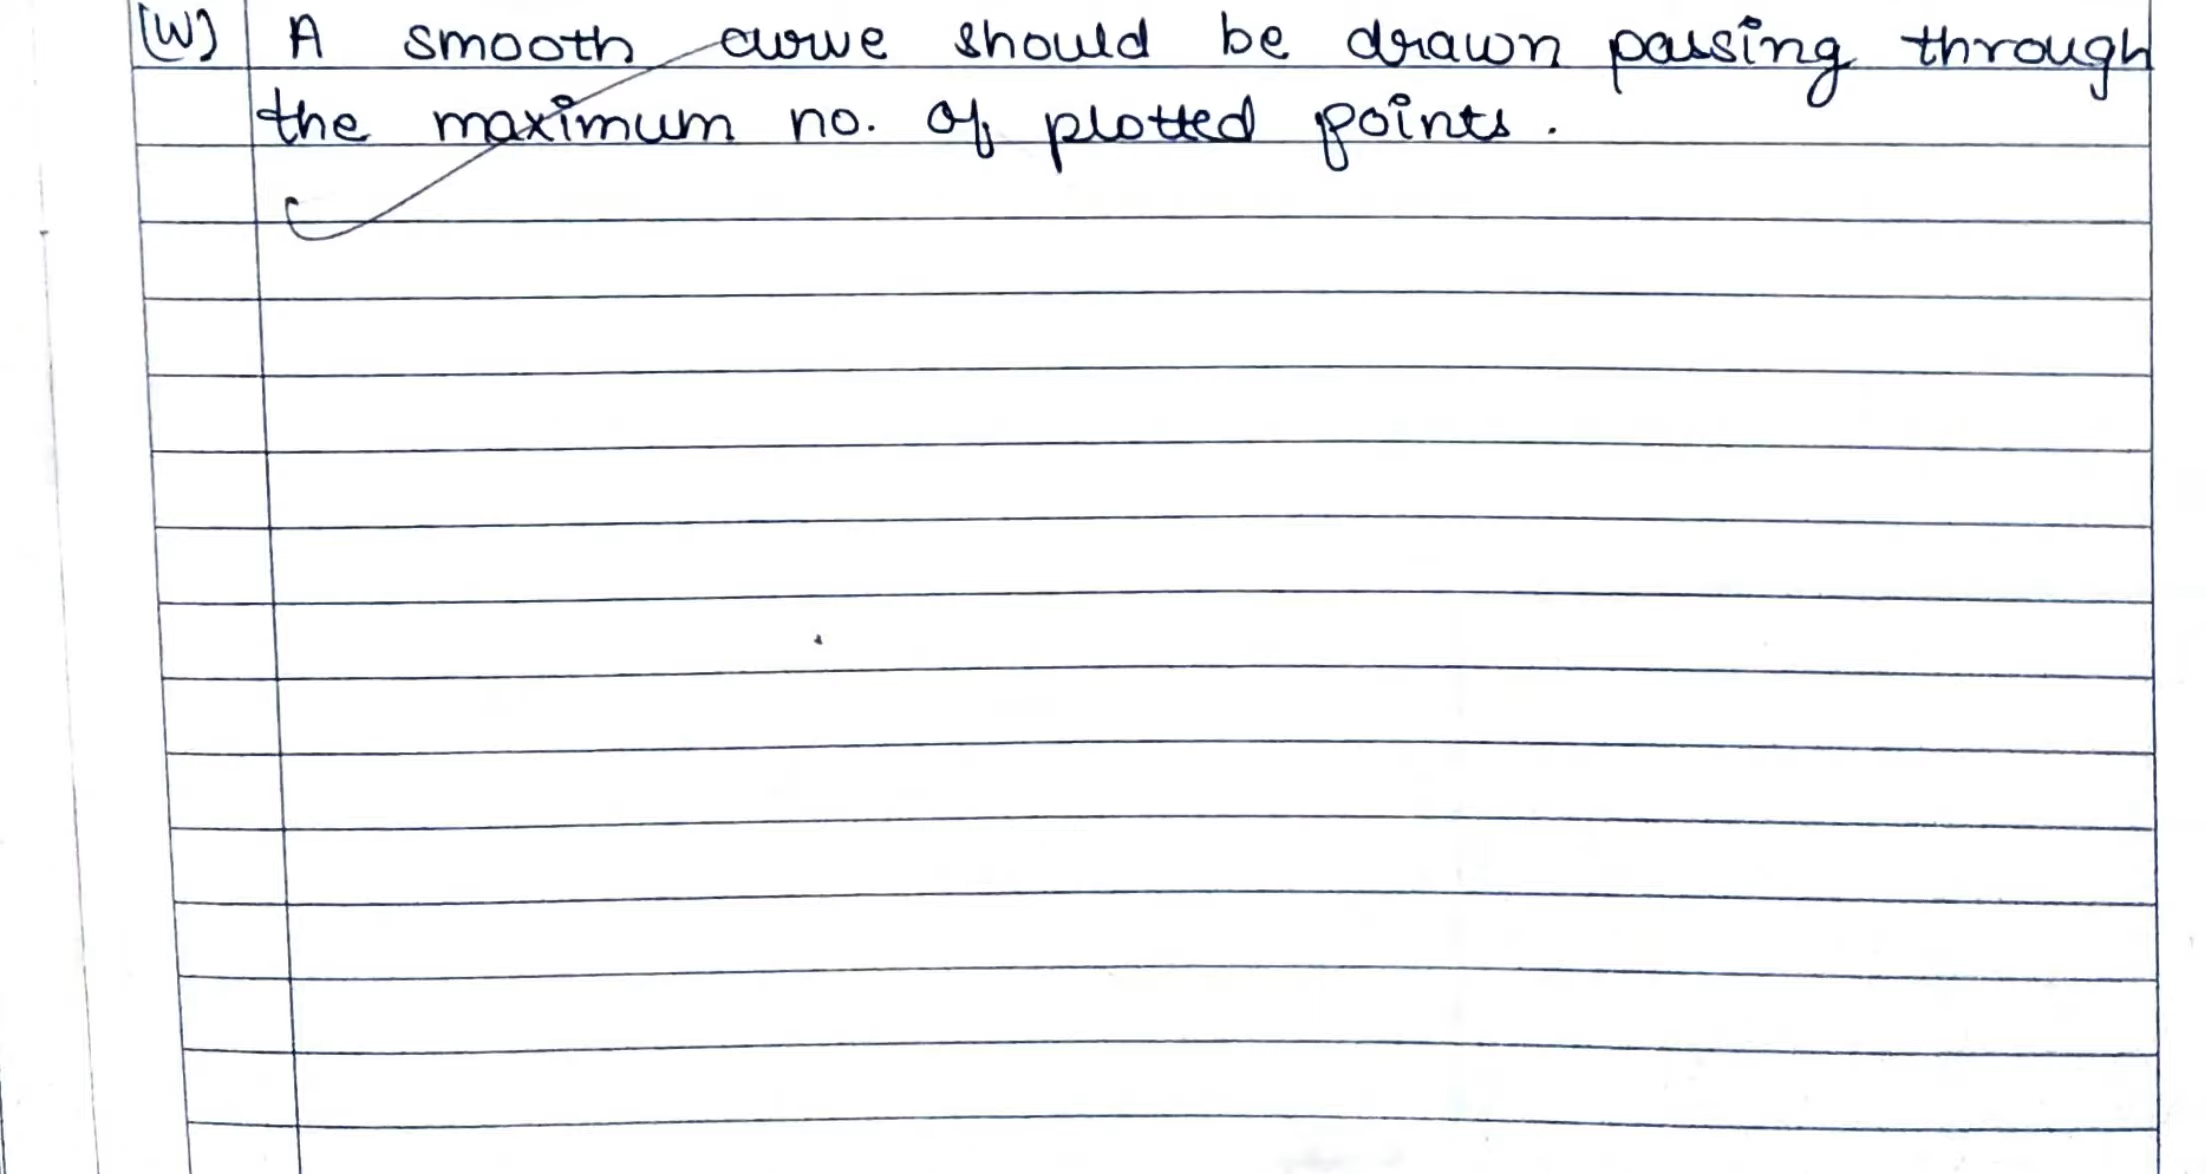 (iv) A smooth curve should be drawn passing through
the maximum no. of plotted points.